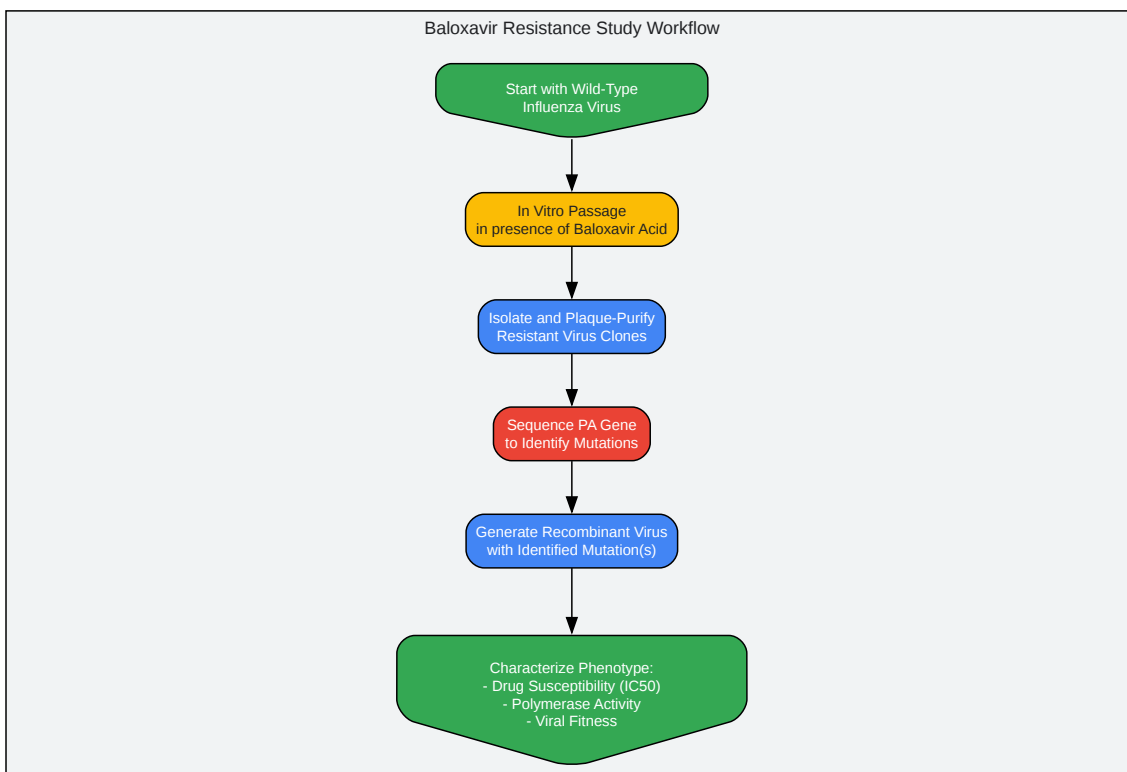 Baloxavir Resistance Study Workflow
Start with Wild-Type
Influenza Virus
In Vitro Passage
in presence of Baloxavir Acid
Isolate and Plaque-Purify
Resistant Virus Clones
Sequence PA Gene
to Identify Mutations
Generate Recombinant Virus
with Identified Mutation(s)
Characterize Phenotype:
- Drug Susceptibility (IC50)
- Polymerase Activity
- Viral Fitness